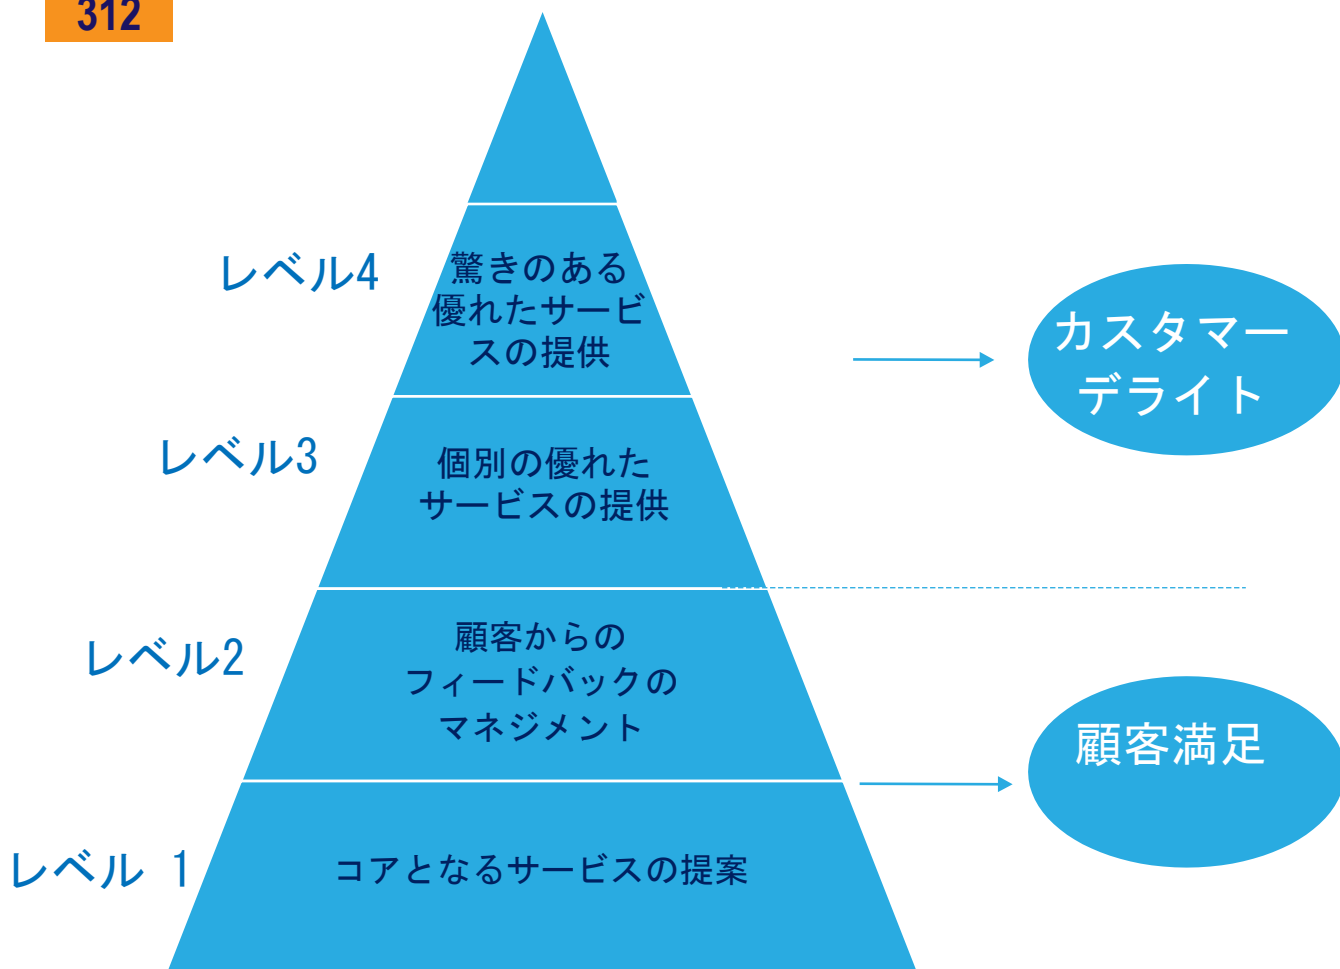 312
レベル4
驚きのある
優れたサービ
スの提供
カスタマー
デライト
レベル3
個別の優れた
サービスの提供
レベル2
顧客からの
フィードバックの
マネジメント
顧客満足
レベル 1
コアとなるサービスの提案